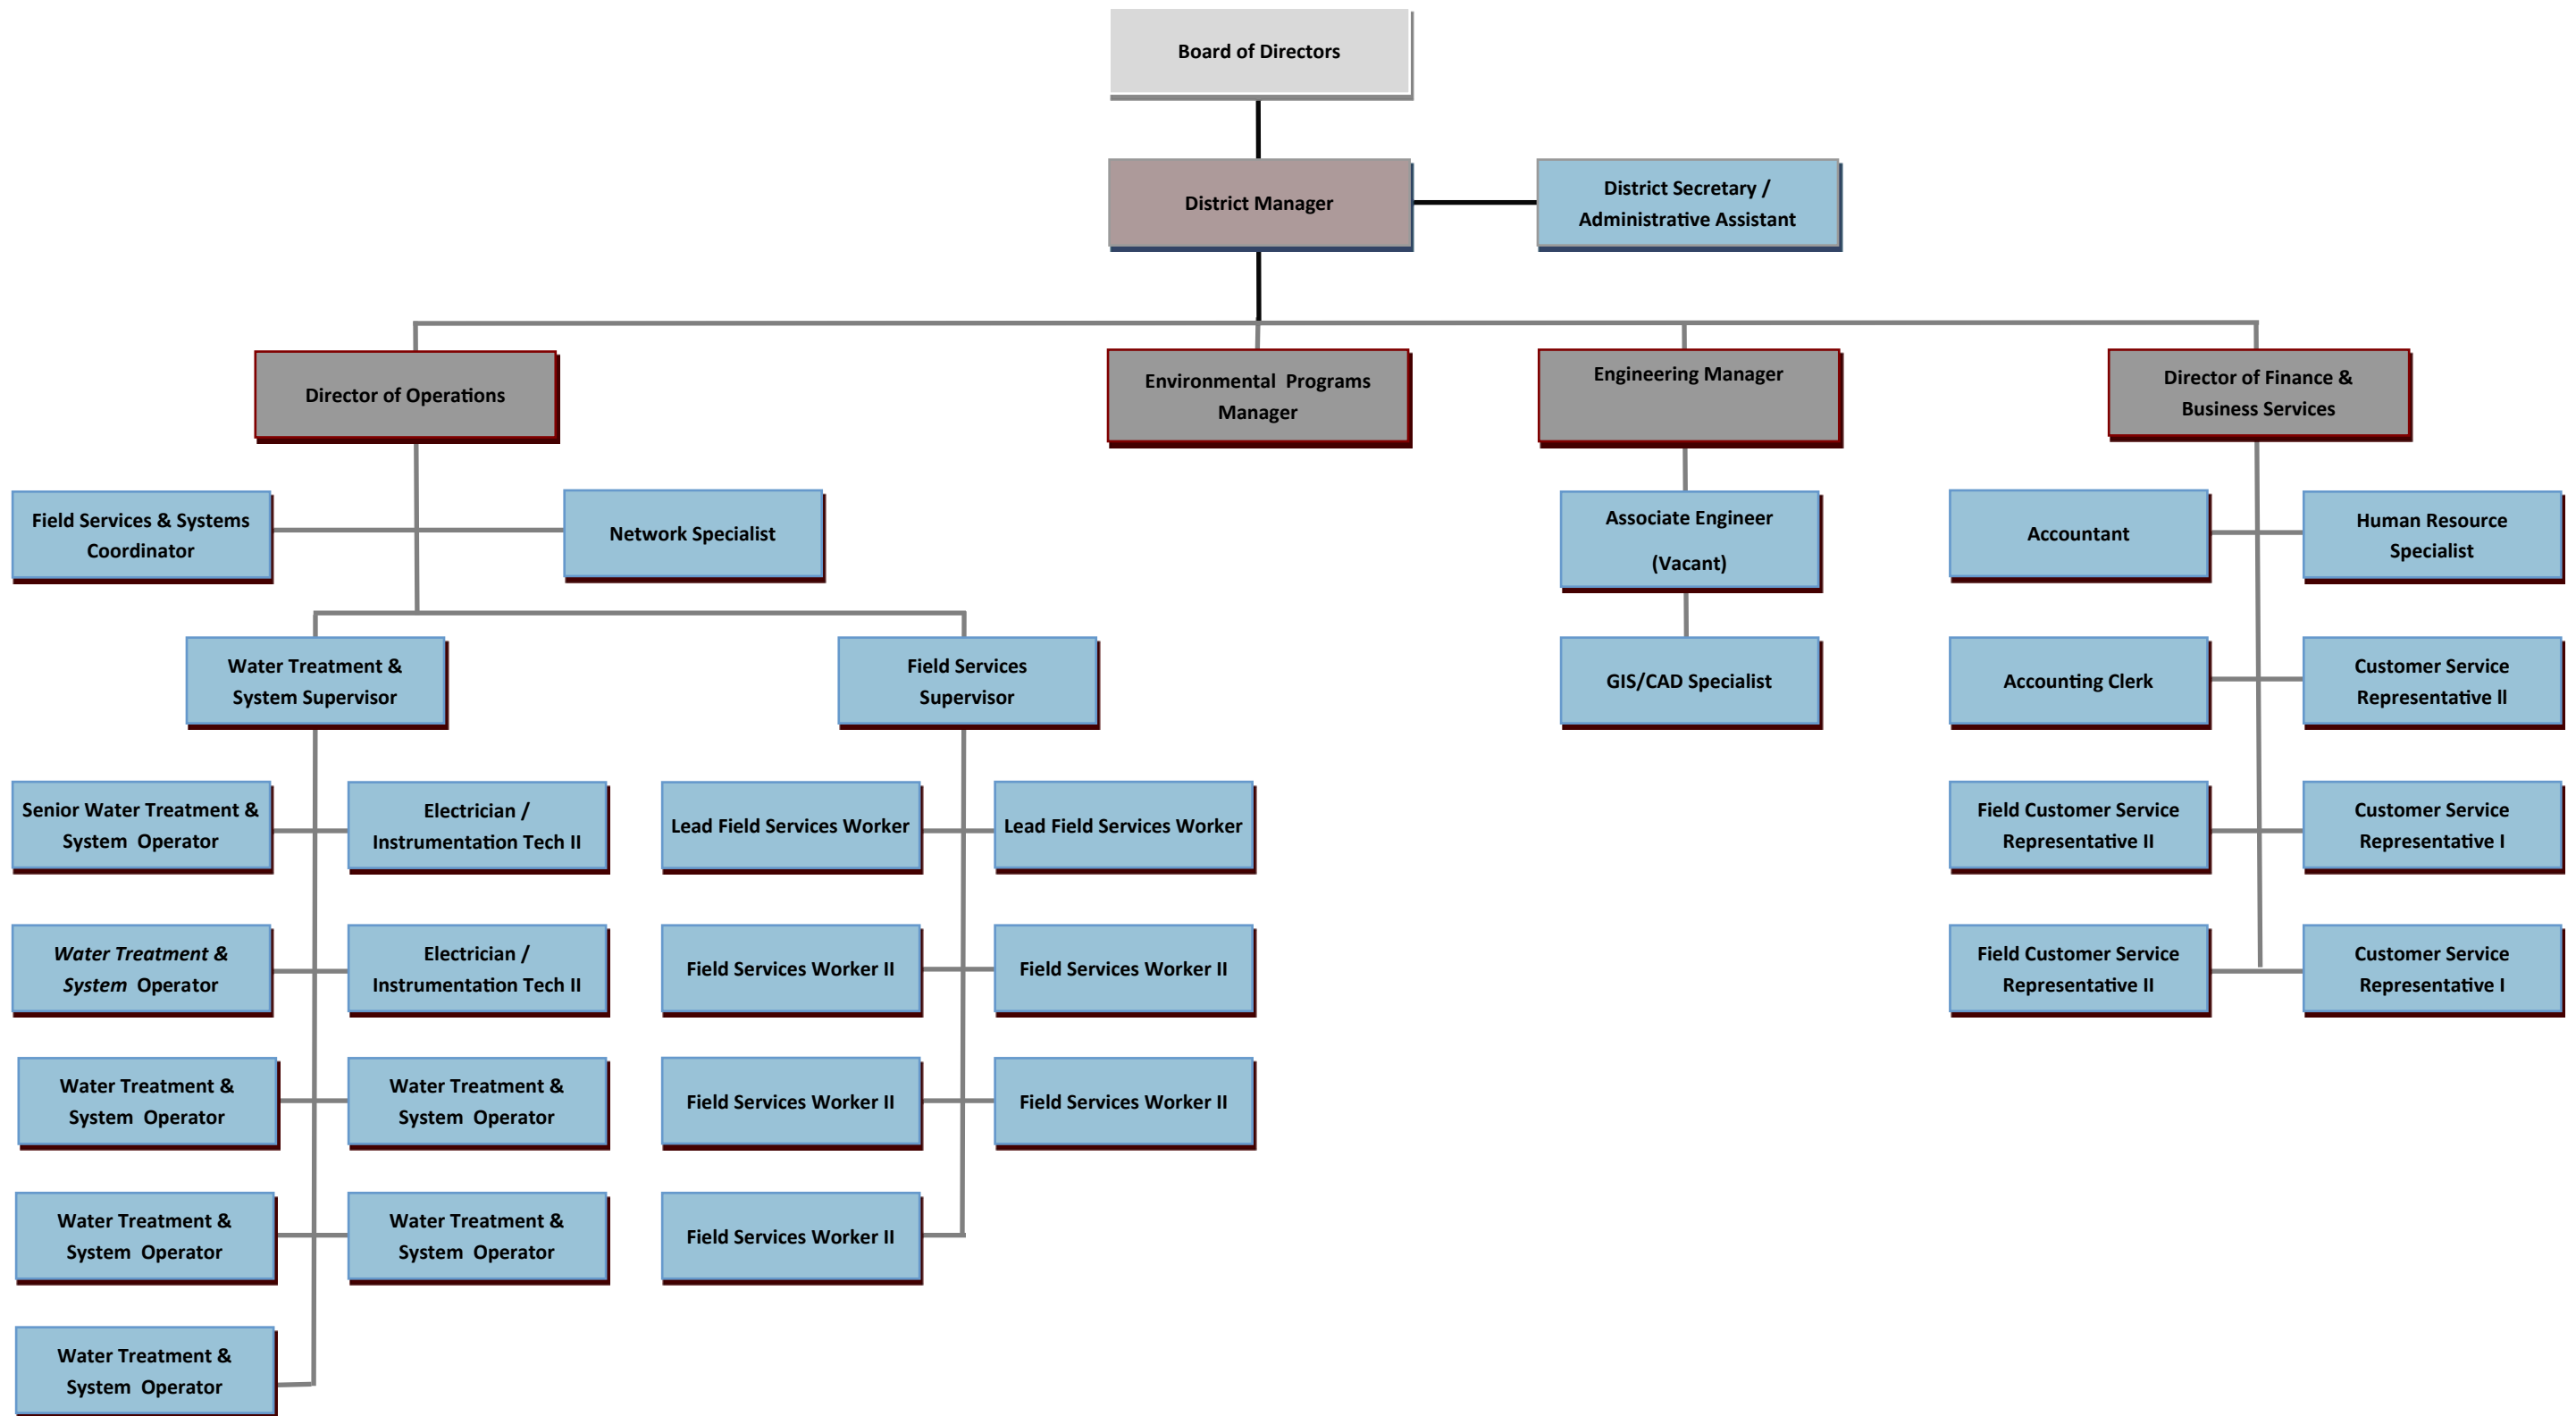 Board of Directors
District Manager
District Secretary /
Administrative Assistant
Director of Operations
Environmental Programs
Manager
Engineering Manager
Director of Finance &
Business Services
Field Services & Systems
Coordinator
Network Specialist
Associate Engineer
(Vacant)
Accountant
Human Resource
Specialist
Water Treatment &
System Supervisor
Field Services
Supervisor
GIS/CAD Specialist
Accounting Clerk
Customer Service
Representative ll
Senior Water Treatment &
System Operator
Electrician /
Instrumentation Tech II
Lead Field Services Worker
Lead Field Services Worker
Field Customer Service
Representative II
Customer Service
Representative I
Water Treatment &
System Operator
Electrician /
Instrumentation Tech II
Field Services Worker II
Field Services Worker II
Field Customer Service
Representative II
Customer Service
Representative I
Water Treatment &
System Operator
Water Treatment &
System Operator
Field Services Worker II
Field Services Worker II
Water Treatment &
System Operator
Water Treatment &
System Operator
Field Services Worker II
Water Treatment &
System Operator